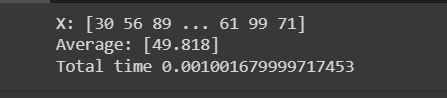 X: [30 56 89 ... 61 99 71]
Average: [49.818]
Total time 0.001001679999717453